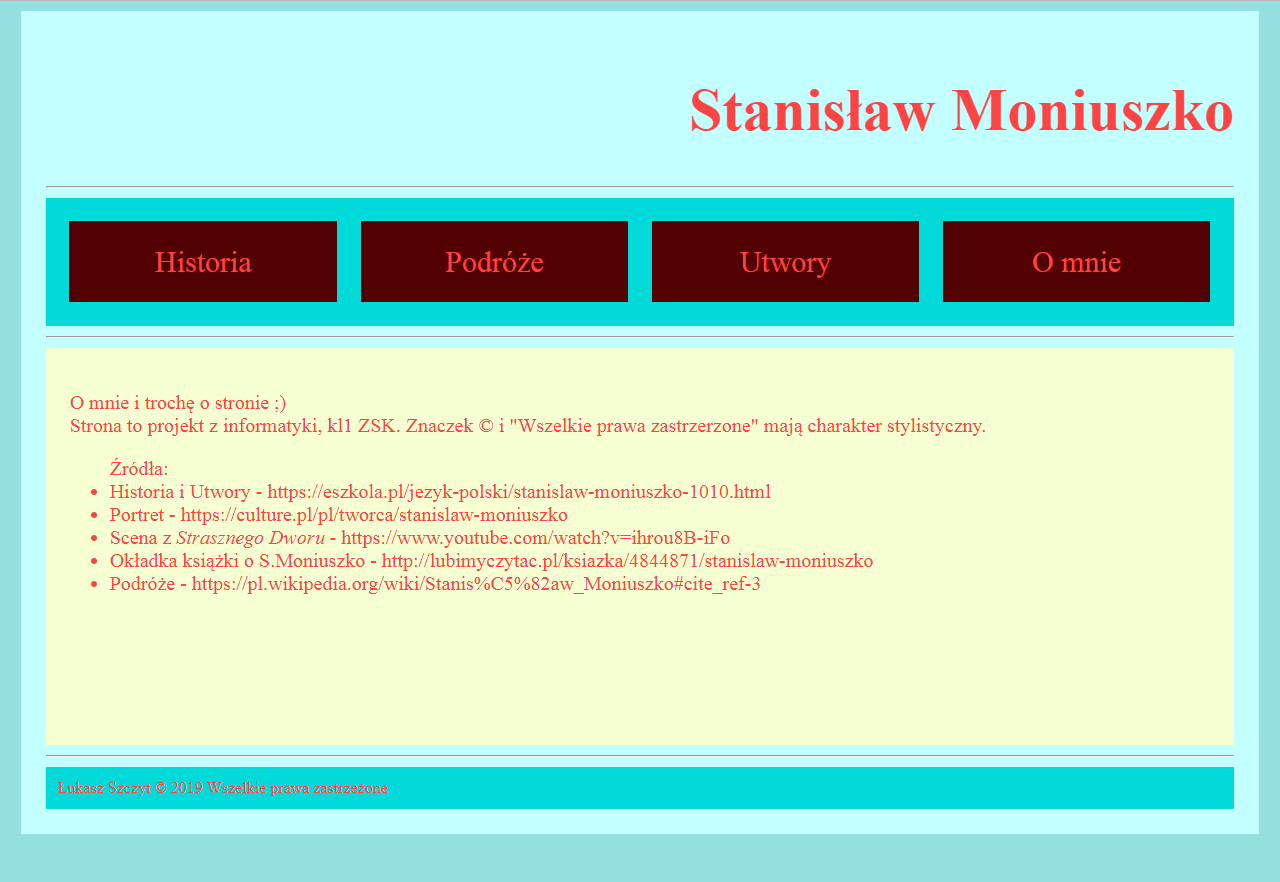 Stanisław Moniuszko
Historia
Podróże
Utwory
O mnie
O mnie i trochę o stronie ;)
Strona to projekt z informatyki, kl1 ZSK. Znaczek © i "Wszelkie prawa zastrzerzone" mają charakter stylistyczny.
Źródła:
• Historia i Utwory - https://eszkola.pl/jezyk-polski/stanislaw-moniuszko-1010.html
• Portret - https://culture.pl/pl/tworca/stanislaw-moniuszko
• Scena z Strasznego Dworu - https://www.youtube.com/watch?v=ihrou8B-iFo
• Okładka książki o S.Moniuszko - http://lubimyczytac.pl/ksiazka/4844871/stanislaw-moniuszko
• Podróże - https://pl.wikipedia.org/wiki/Stanis%C5%82aw_Moniuszko#cite_ref-3
Łukasz Szczyt © 2019 Wszelkie prawa zastrzeżone